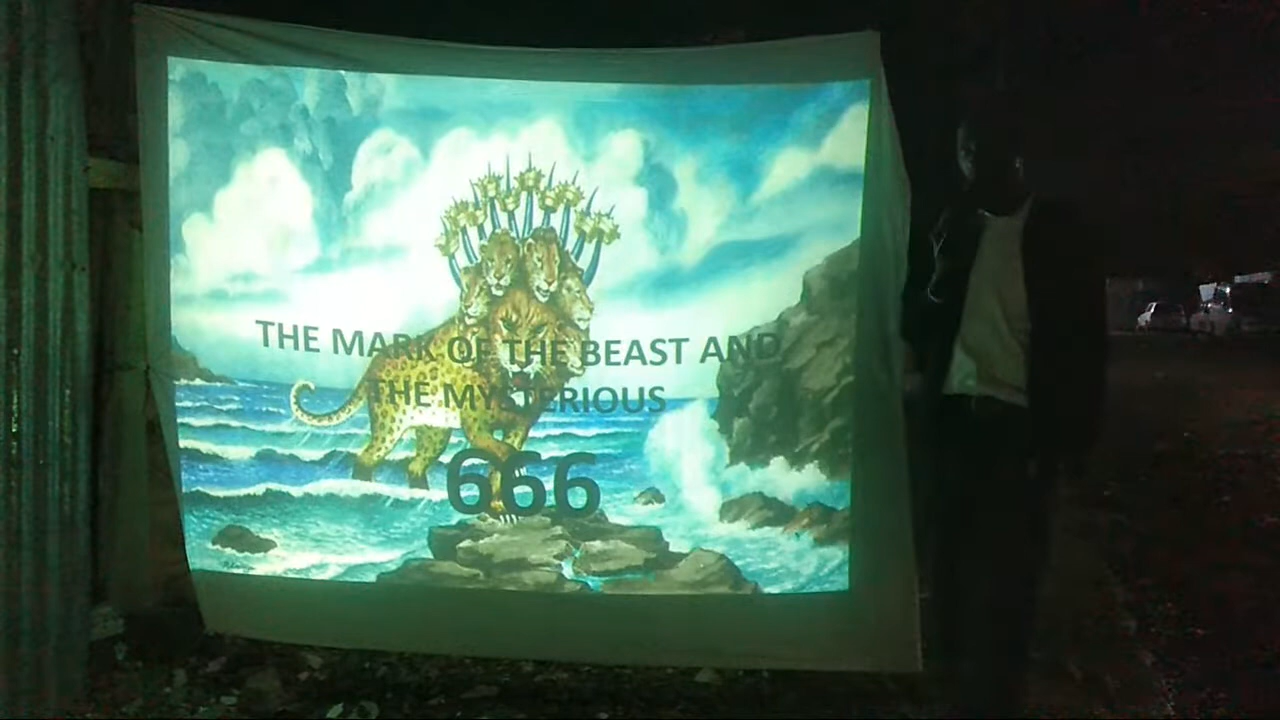 THE MARK OF THE BEAST AND
THE MYSTERIOUS
666